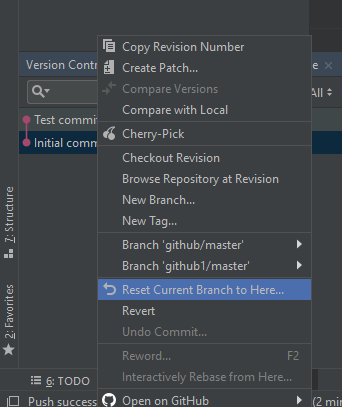 Copy Revision Number
Version Contr
Create Patch...
e ×
Compare Versions
All
Compare with Local
Test commi
Cherry-Pick
Initial comm
Checkout Revision
Browse Repository at Revision
New Branch...
New Tag...
7: Structure
Branch 'github/master'
Branch 'github1/master'
Reset Current Branch to Here...
Revert
2: Favorites
Undo Commit...
Reword... F2
6: TODO
Interactively Rebase from Here...
Push success
Open on GitHub
(2 min